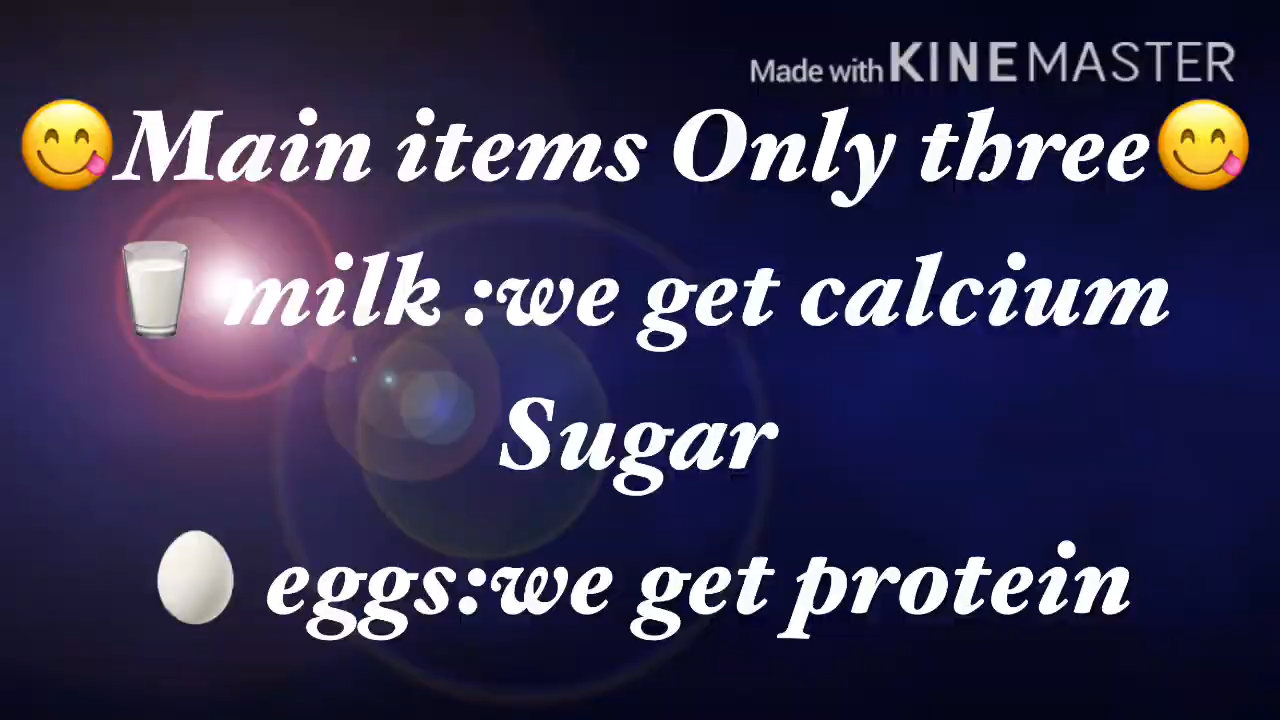 Made with KINEMASTER
😋Main items Only three😋
🥛milk :we get calcium
Sugar
🥚 eggs:we get protein